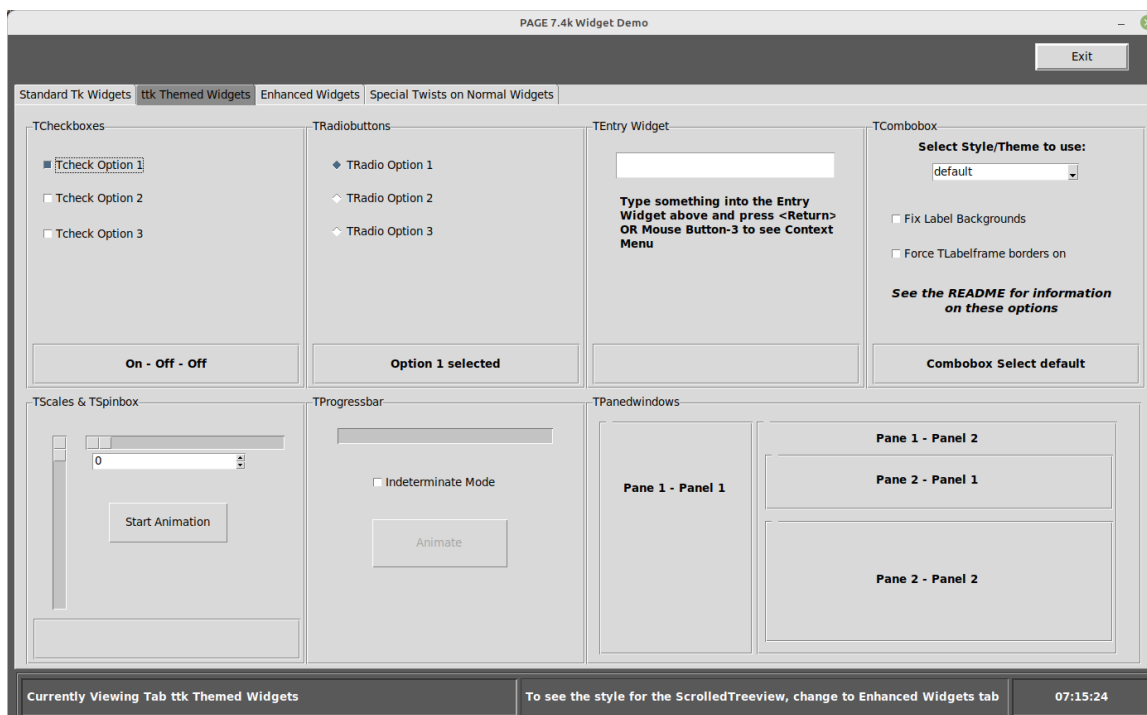 PAGE 7.4k Widget Demo
Exit
Standard Tk Widgets
ttk Themed Widgets
Enhanced Widgets
Special Twists on Normal Widgets
TCheckboxes
Tcheck Option 1
Tcheck Option 2
Tcheck Option 3
On - Off - Off
TRadiobuttons
TRadio Option 1
TRadio Option 2
TRadio Option 3
Option 1 selected
TEntry Widget
Type something into the Entry
Widget above and press <Return>
OR Mouse Button-3 to see Context
Menu
TCombobox
Select Style/Theme to use:
default
Fix Label Backgrounds
Force TLabelframe borders on
See the README for information
on these options
Combobox Select default
TScales & TSpinbox
0
Start Animation
TProgressbar
Indeterminate Mode
Animate
TPanedwindows
Pane 1 - Panel 1
Pane 1 - Panel 2
Pane 2 - Panel 1
Pane 2 - Panel 2
Currently Viewing Tab ttk Themed Widgets
To see the style for the ScrolledTreeview, change to Enhanced Widgets tab
07:15:24